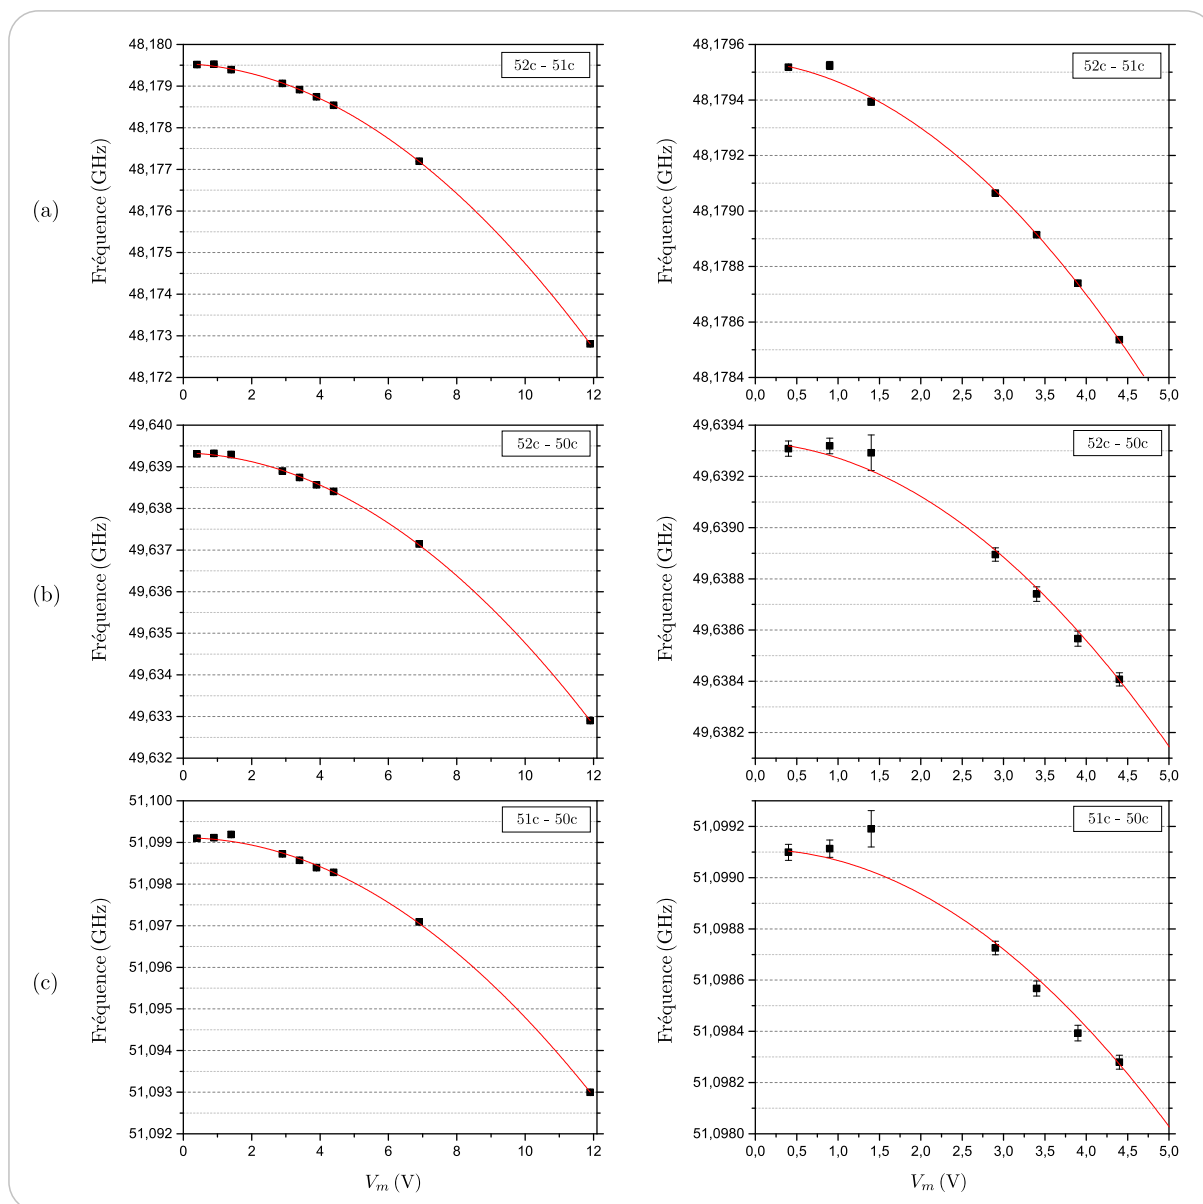 (a)
Fréquence (GHz)
48,180
48,179
48,178
48,177
48,176
48,175
48,174
48,173
48,172
52c - 51c
0 2 4 6 8 10 12
Fréquence (GHz)
48,1796
48,1794
48,1792
48,1790
48,1788
48,1786
48,1784
52c - 51c
0,0 0,5 1,0 1,5 2,0 2,5 3,0 3,5 4,0 4,5 5,0
(b)
Fréquence (GHz)
49,640
49,639
49,638
49,637
49,636
49,635
49,634
49,633
49,632
52c - 50c
0 2 4 6 8 10 12
Fréquence (GHz)
49,6394
49,6392
49,6390
49,6388
49,6386
49,6384
49,6382
52c - 50c
0,0 0,5 1,0 1,5 2,0 2,5 3,0 3,5 4,0 4,5 5,0
(c)
Fréquence (GHz)
51,100
51,099
51,098
51,097
51,096
51,095
51,094
51,093
51,092
51c - 50c
0 2 4 6 8 10 12
V_m (V)
Fréquence (GHz)
51,0992
51,0990
51,0988
51,0986
51,0984
51,0982
51,0980
51c - 50c
0,0 0,5 1,0 1,5 2,0 2,5 3,0 3,5 4,0 4,5 5,0
V_m (V)